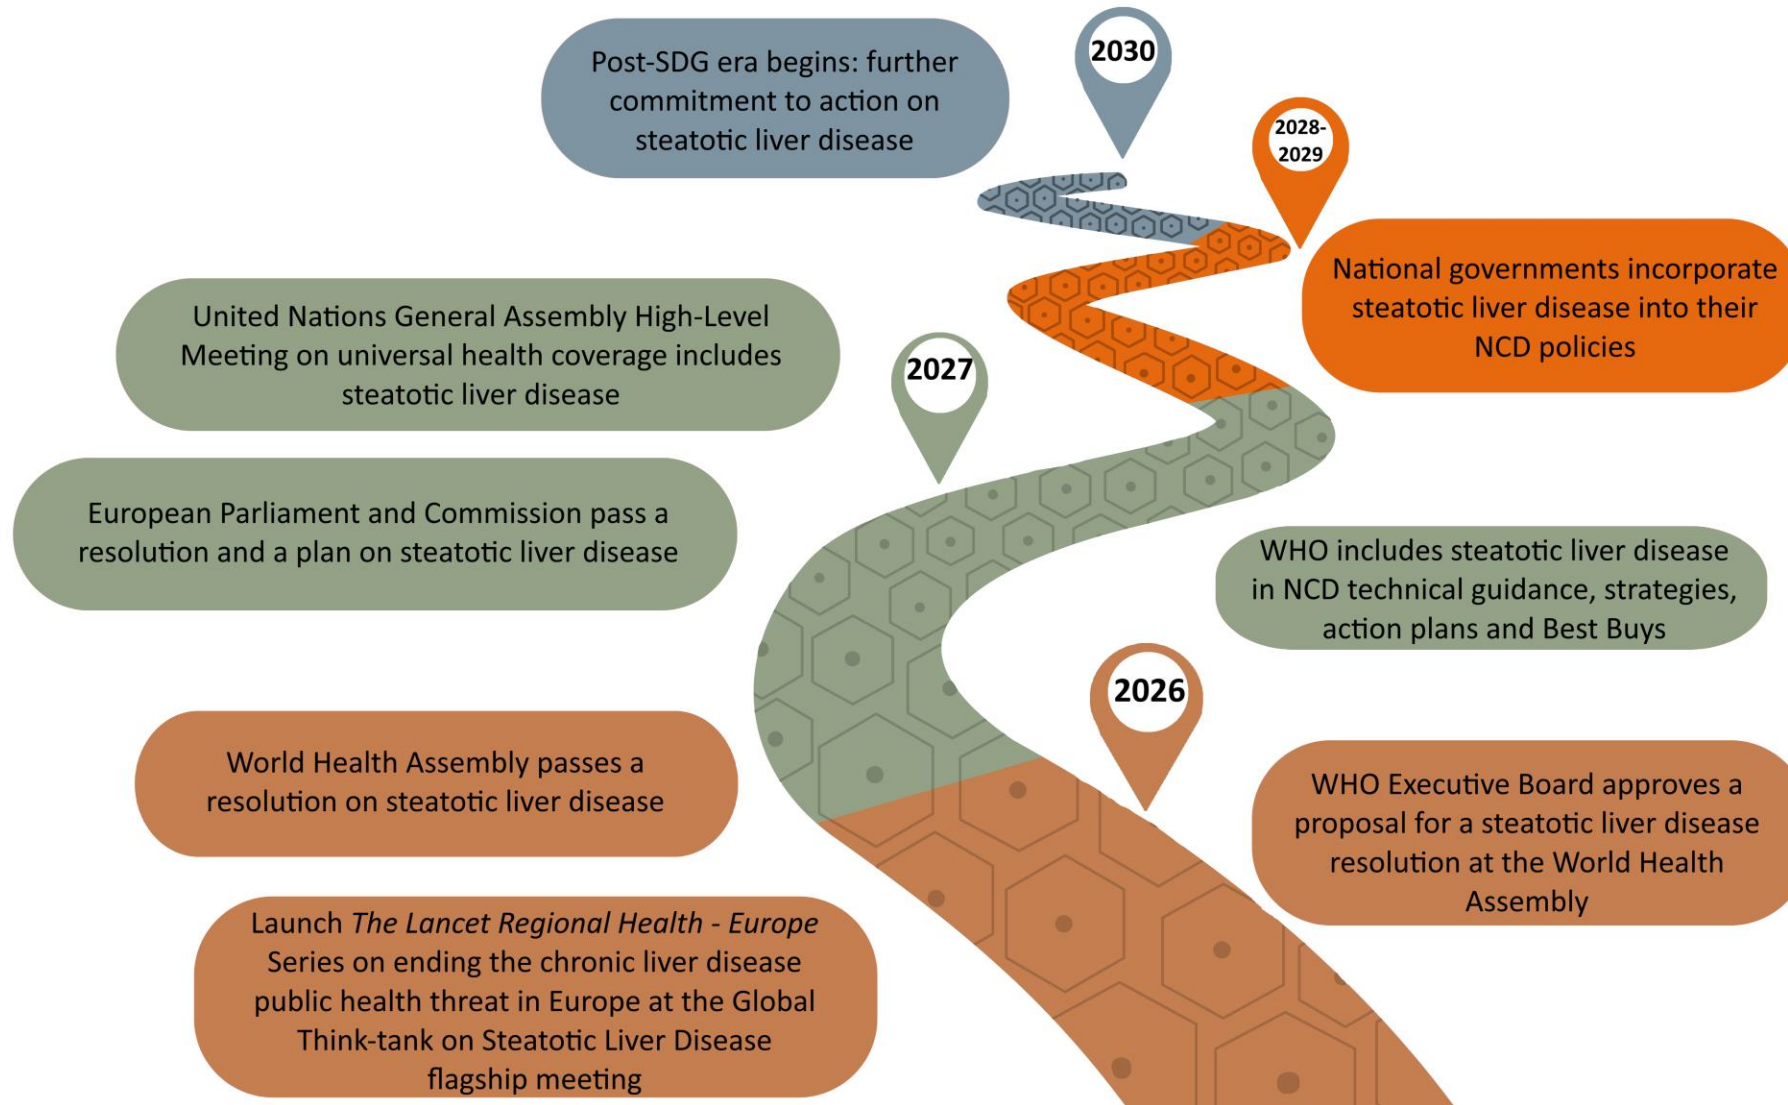 Post-SDG era begins: further
commitment to action on
steatotic liver disease
2030
2028-
2029
National governments incorporate
steatotic liver disease into their
NCD policies
United Nations General Assembly High-Level
Meeting on universal health coverage includes
steatotic liver disease
2027
European Parliament and Commission pass a
resolution and a plan on steatotic liver disease
WHO includes steatotic liver disease
in NCD technical guidance, strategies,
action plans and Best Buys
2026
World Health Assembly passes a
resolution on steatotic liver disease
WHO Executive Board approves a
proposal for a steatotic liver disease
resolution at the World Health
Assembly
Launch The Lancet Regional Health - Europe
Series on ending the chronic liver disease
public health threat in Europe at the Global
Think-tank on Steatotic Liver Disease
flagship meeting